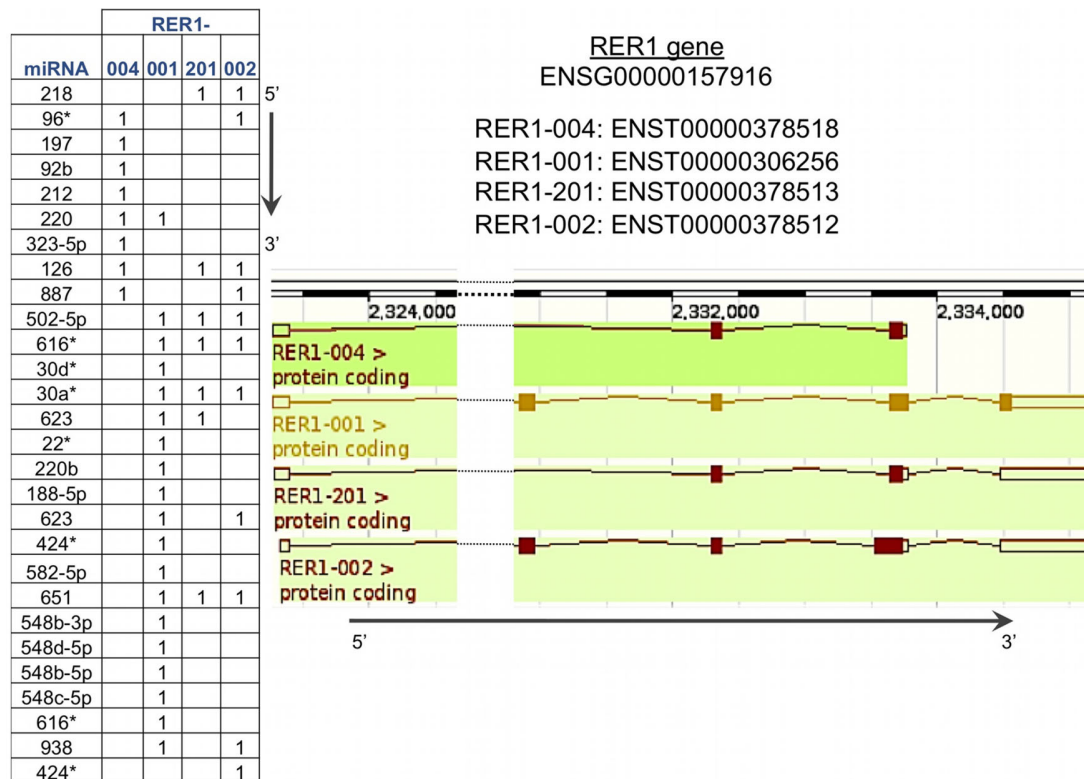 RER1-
miRNA 004 001 201 002
218 1 1
96* 1 1
197 1
92b 1
212 1
220 1 1
323-5p 1
126 1 1 1
887 1 1
502-5p 1 1 1
616* 1 1 1
30d* 1
30a* 1 1 1
623 1 1
22* 1
220b 1
188-5p 1
623 1 1
424* 1
582-5p 1
651 1 1 1
548b-3p 1
548d-5p 1
548b-5p 1
548c-5p 1
616* 1
938 1 1
424* 1
5'
3'
RER1 gene
ENSG00000157916
RER1-004: ENST00000378518
RER1-001: ENST00000306256
RER1-201: ENST00000378513
RER1-002: ENST00000378512
2,324,000 2,332,000 2,334,000
RER1-004 >
protein coding
RER1-001 >
protein coding
RER1-201 >
protein coding
RER1-002 >
protein coding
5' 3'